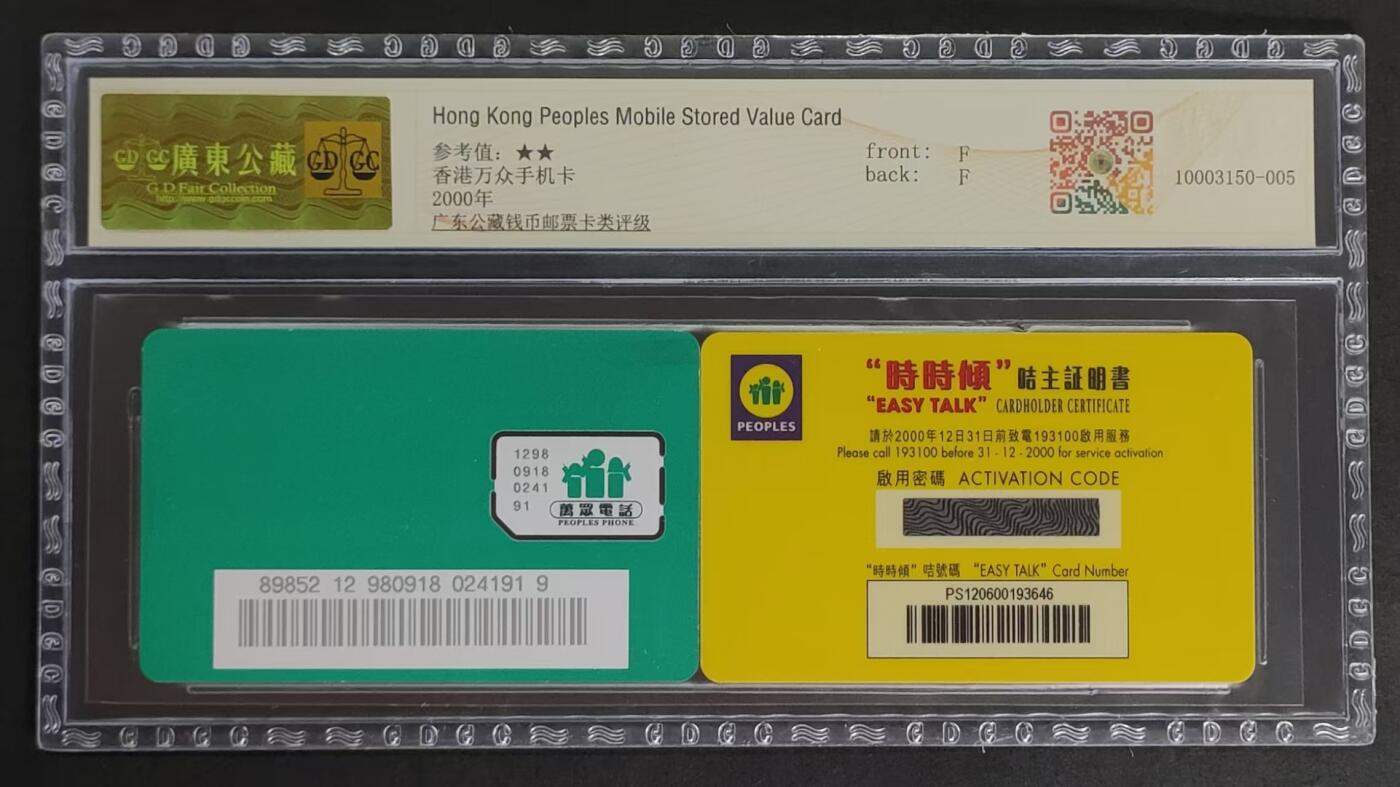 Hong Kong Peoples Mobile Stored Value Card
GD GC廣東公藏
G D Fair Collection
http://www.gdgccoin.com
GD GC
参考值：★★
香港万众手机卡
2000年
广东公藏钱币邮票卡类评级
front: F
back: F
10003150-005
1298
0918
0241
91
萬眾電話
PEOPLES PHONE
89852 12 980918 024191 9
PEOPLES
“時時傾”咭主証明書
“EASY TALK” CARDHOLDER CERTIFICATE
請於2000年12日31日前致電193100啟用服務
Please call 193100 before 31 - 12 - 2000 for service activation
啟用密碼 ACTIVATION CODE
“時時傾”咭號碼 “EASY TALK” Card Number
PS120600193646